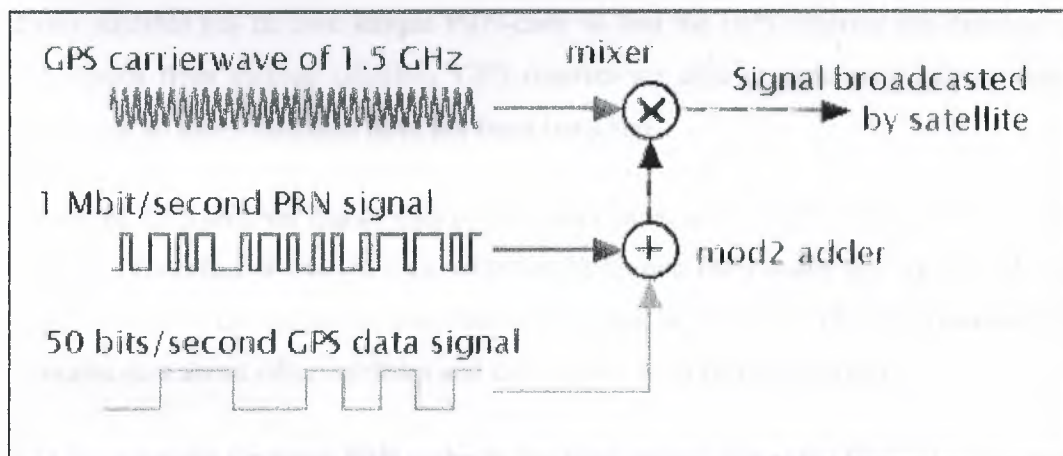 GPS carrierwave of 1.5 GHz
mixer
Signal broadcasted
by satellite
1 Mbit/second PRN signal
mod2 adder
50 bits/second GPS data signal